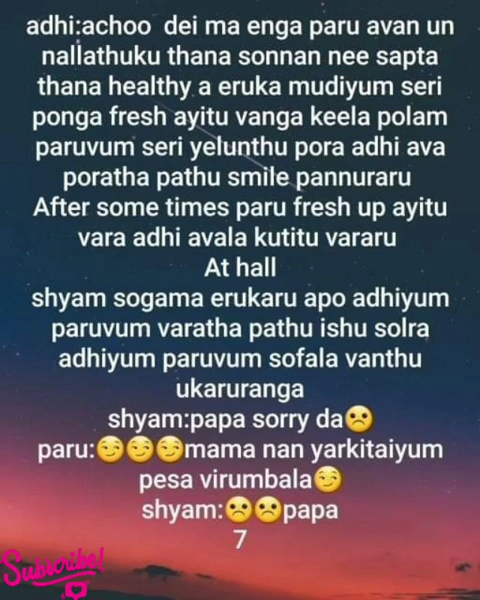 adhi:achoo dei ma enga paru avan un
nallathuku thana sonnan nee sapta
thana healthy a eruka mudiyum seri
ponga fresh ayitu vanga keela polam
paruvum seri yelunthu pora adhi ava
poratha pathu smile pannuraru
After some times paru fresh up ayitu
vara adhi avala kutitu vararu
At hall
shyam sogama erukaru apo adhiyum
paruvum varatha pathu ishu solra
adhiyum paruvum sofala vanthu
ukaruranga
shyam:papa sorry da☹️
paru:😏😏😏mama nan yarkitaiyum
pesa virumbala😏
shyam:☹️☹️papa
7
Subscribe!